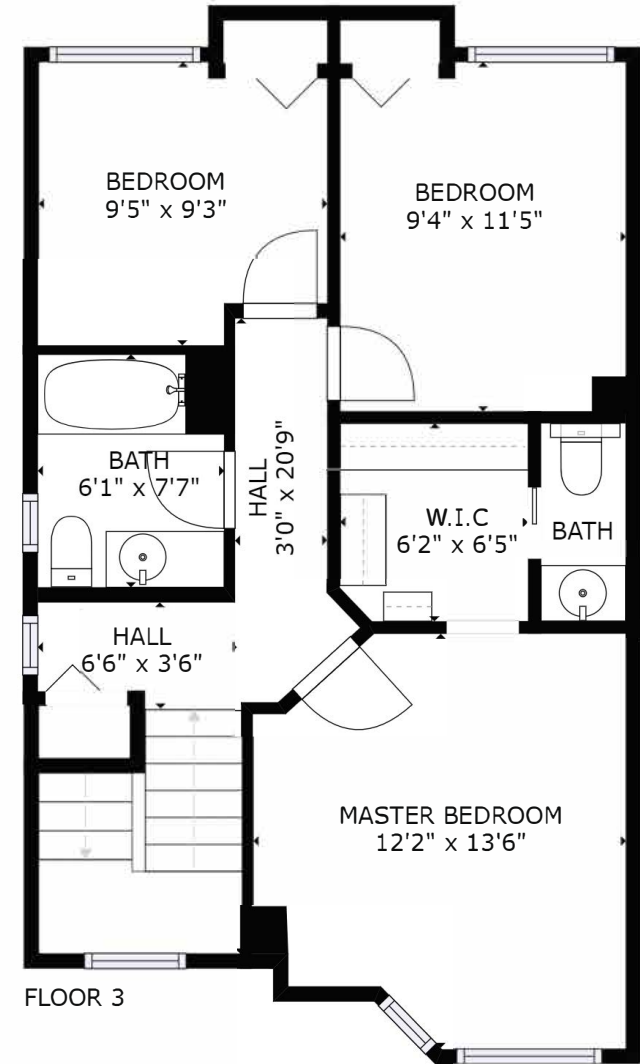 BEDROOM
9'5" x 9'3"
BEDROOM
9'4" x 11'5"
BATH
6'1" x 7'7"
HALL
3'0" x 20'9"
W.I.C
6'2" x 6'5"
BATH
HALL
6'6" x 3'6"
MASTER BEDROOM
12'2" x 13'6"
FLOOR 3